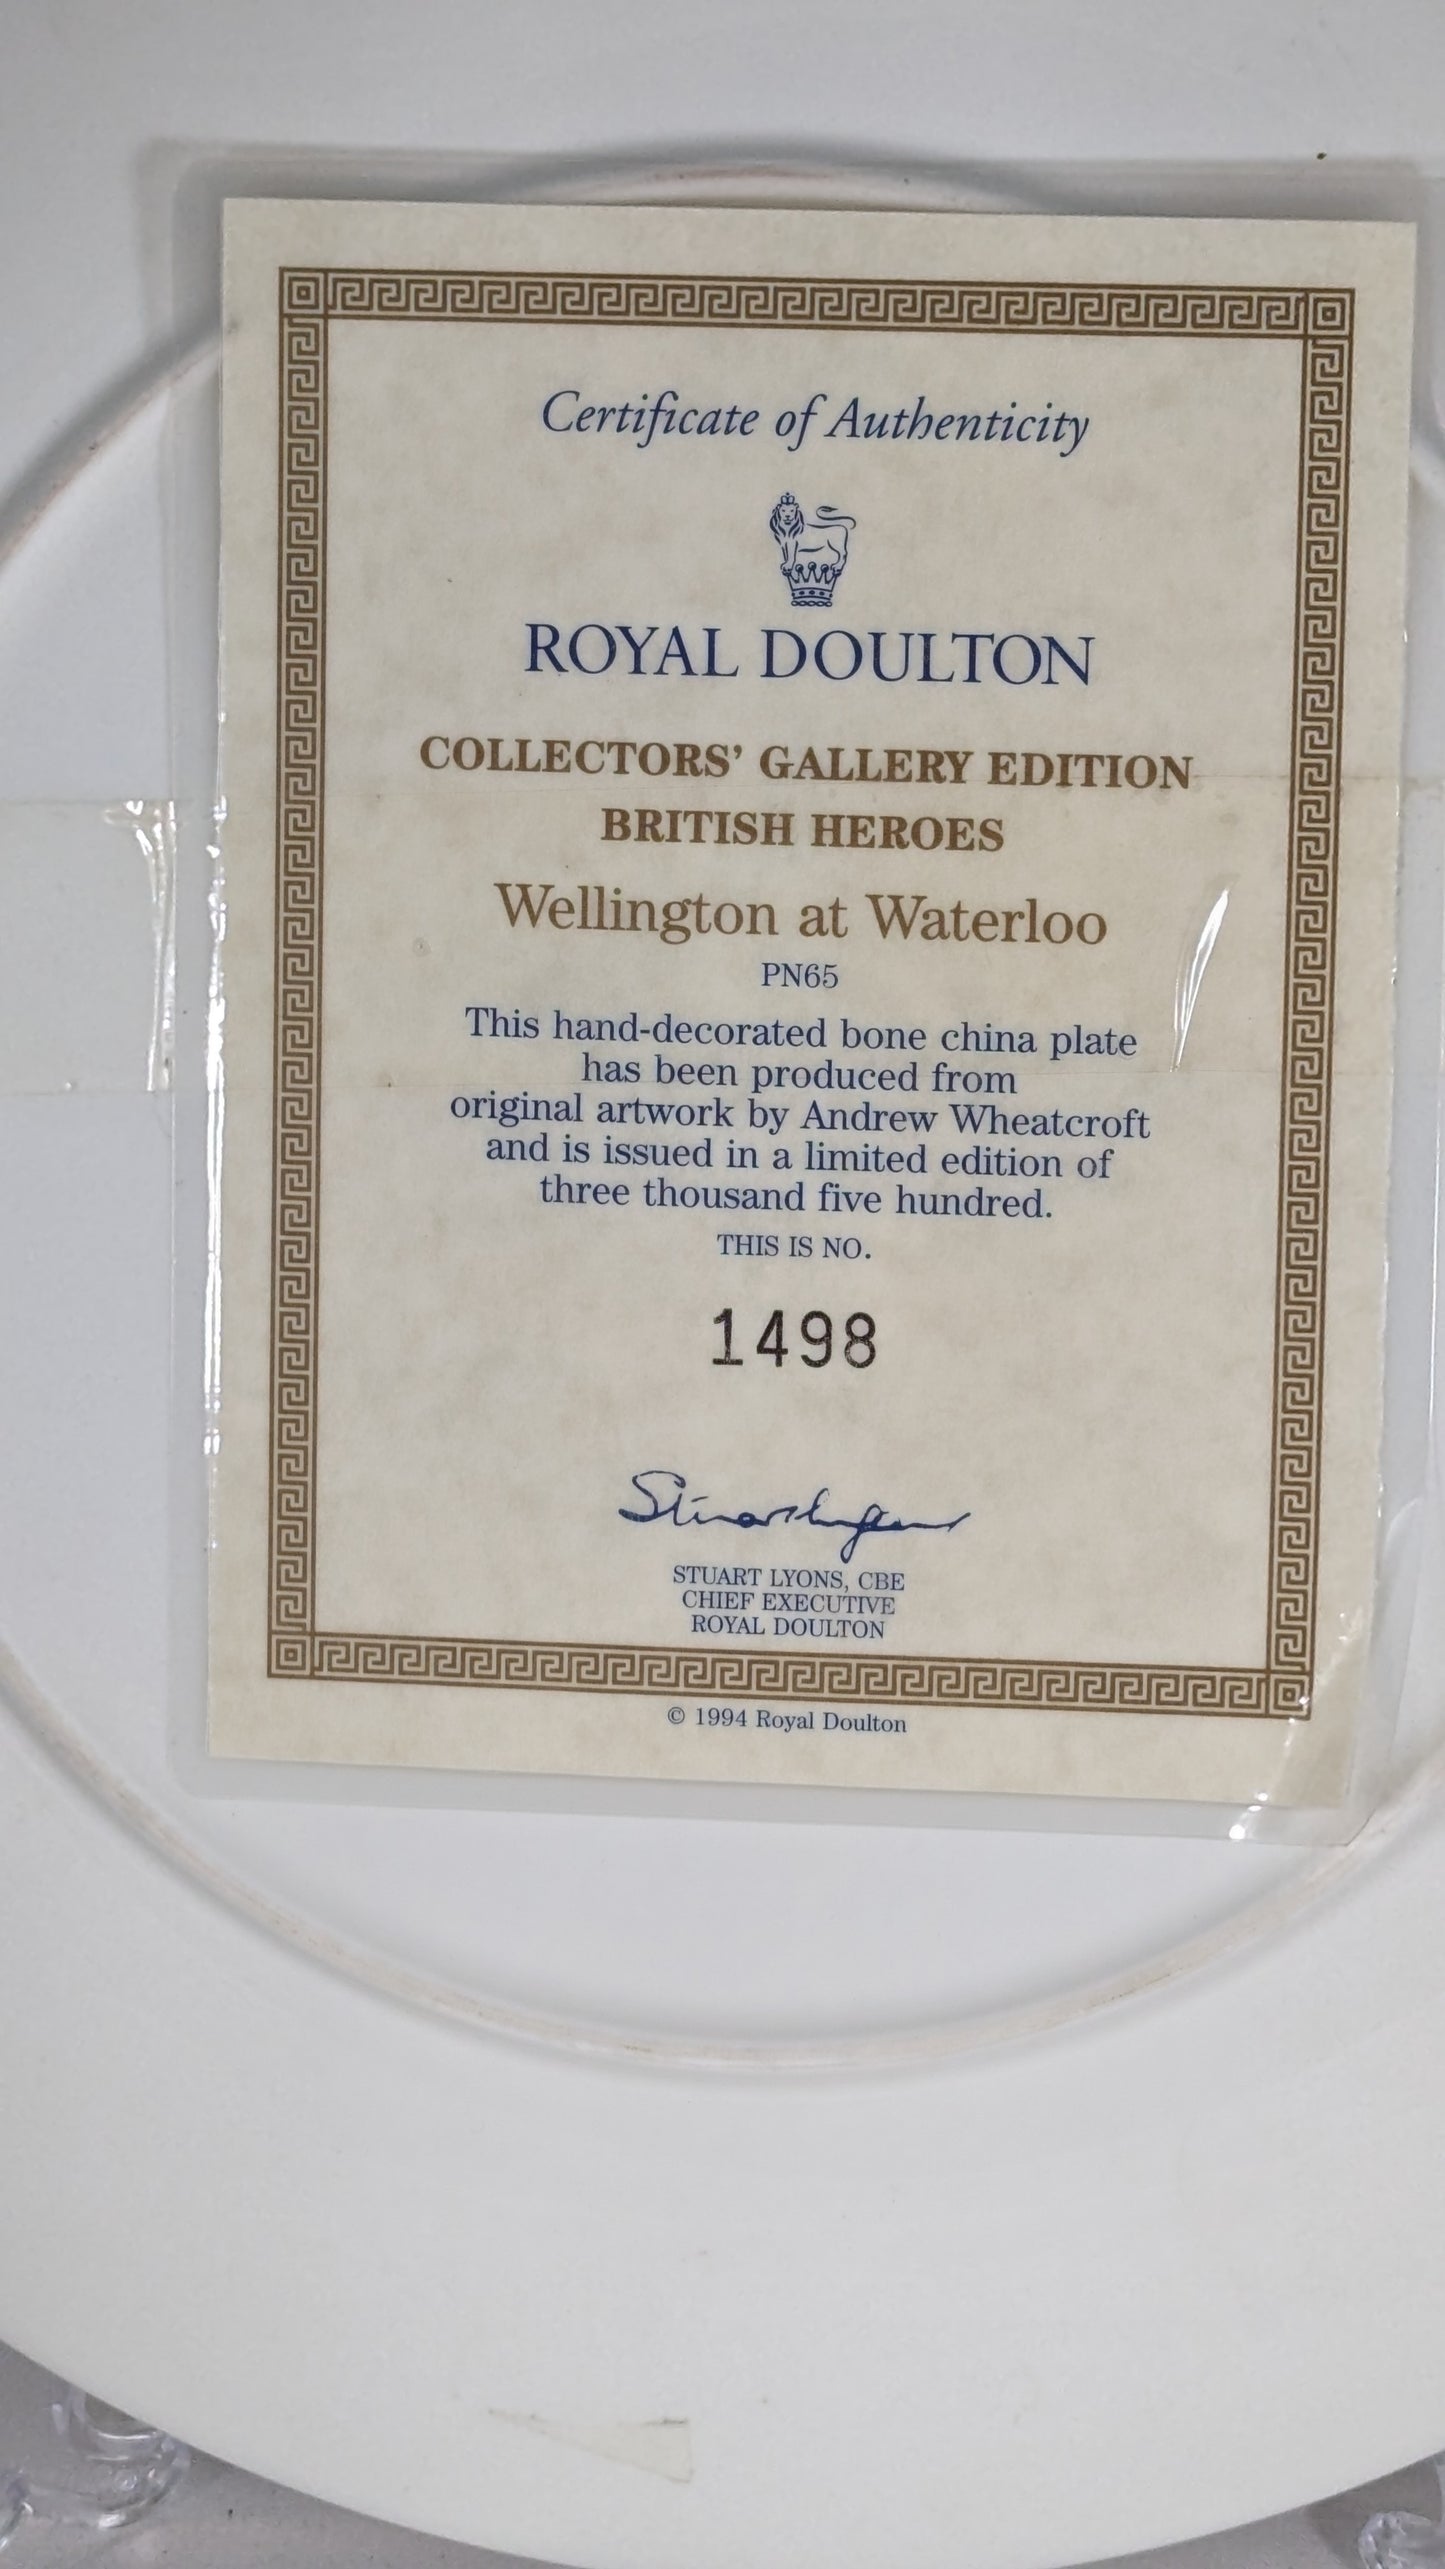 Certificate of Authenticity
ROYAL DOULTON
COLLECTORS' GALLERY EDITION
BRITISH HEROES
Wellington at Waterloo
PN65
This hand-decorated bone china plate
has been produced from
original artwork by Andrew Wheatcroft
and is issued in a limited edition of
three thousand five hundred.
THIS IS NO.
1498
Stuart Lyons
STUART LYONS, CBE
CHIEF EXECUTIVE
ROYAL DOULTON
© 1994 Royal Doulton